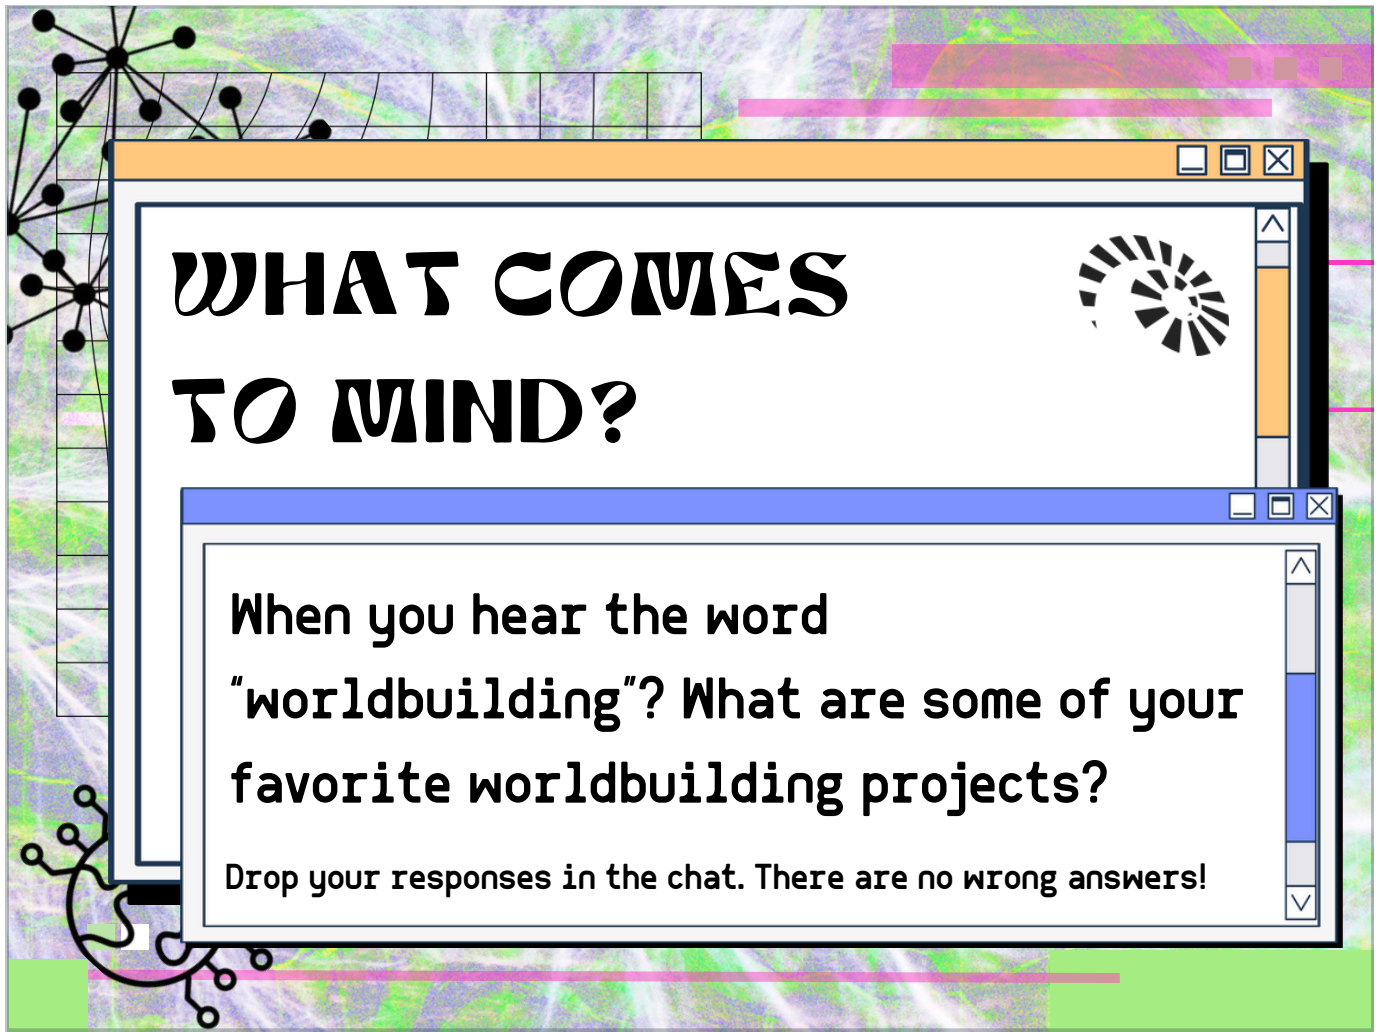 WHAT COMES
TO MIND?
When you hear the word
“worldbuilding”? What are some of your
favorite worldbuilding projects?
Drop your responses in the chat. There are no wrong answers!